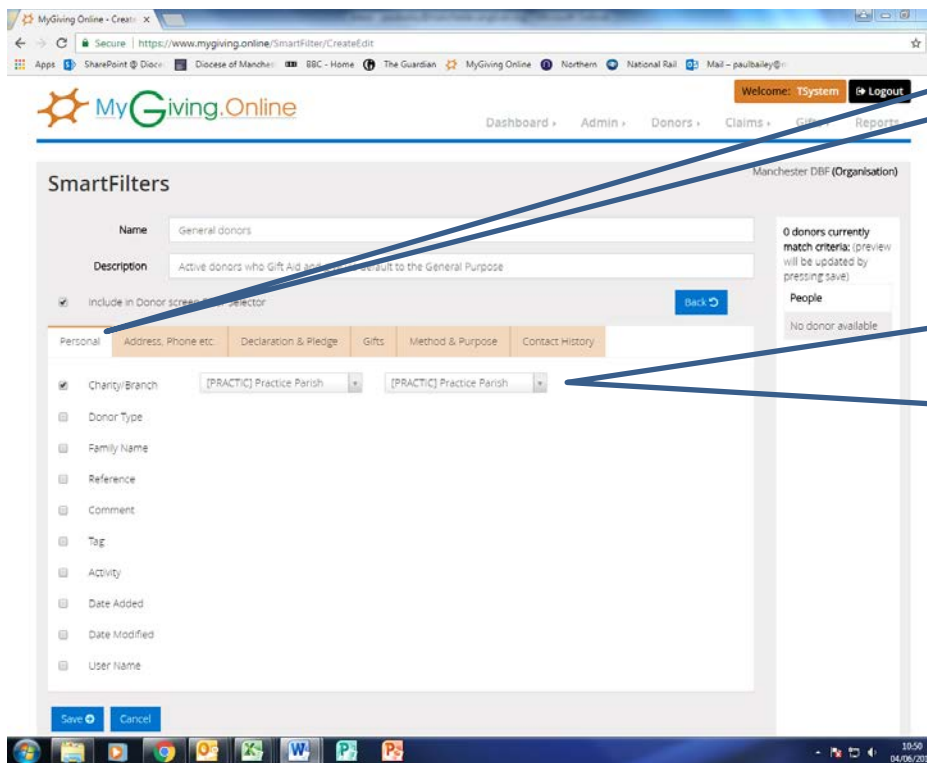 MyGiving Online - Create x
Secure | https://www.mygiving.online/SmartFilter/CreateEdit
Apps SharePoint @ Dioce Diocese of Manche BBC - Home The Guardian MyGiving Online Northern National Rail Mail – paulbailey@
MyGiving.Online
Welcome: TSystem Logout
Dashboard Admin Donors Claims Gifts Reports
SmartFilters
Manchester DBF (Organisation)
Name General donors
Description Active donors who Gift Aid and default to the General Purpose
Include in Donor screen Selector
Back
0 donors currently match criteria: (preview will be updated by pressing save)
People
No donor available
Personal Address, Phone etc. Declaration & Pledge Gifts Method & Purpose Contact History
Charity/Branch [PRACTIC] Practice Parish [PRACTIC] Practice Parish
Donor Type
Family Name
Reference
Comment
Tag
Activity
Date Added
Date Modified
User Name
Save Cancel
10:50